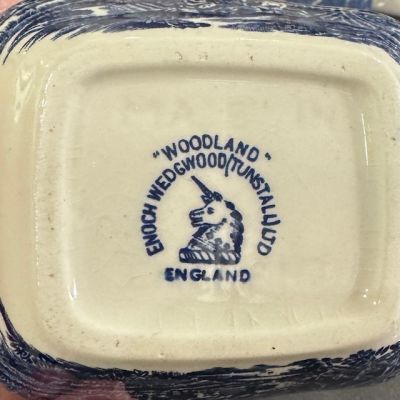 "WOODLAND"
ENOCH WEDGWOOD (TUNSTALL) LTD
ENGLAND